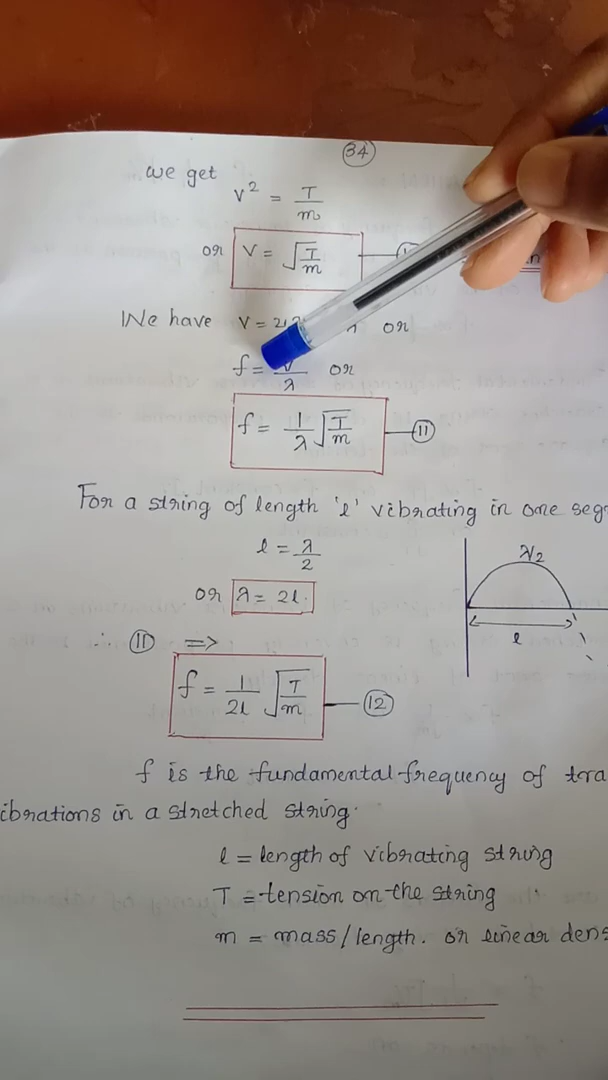 34
we get
v² = T/m
or v = √T/m
We have v = or
f = v/λ or
f = 1/λ √T/m — 11
For a string of length 'l' vibrating in one seg
l = λ/2
or λ = 2l.
λ/2
l
∴ 11 ⇒
f = 1/2l √T/m — 12
f is the fundamental frequency of tra
ibrations in a stretched string.
l = length of vibrating string
T = tension on the string
m = mass/length. or linear dens